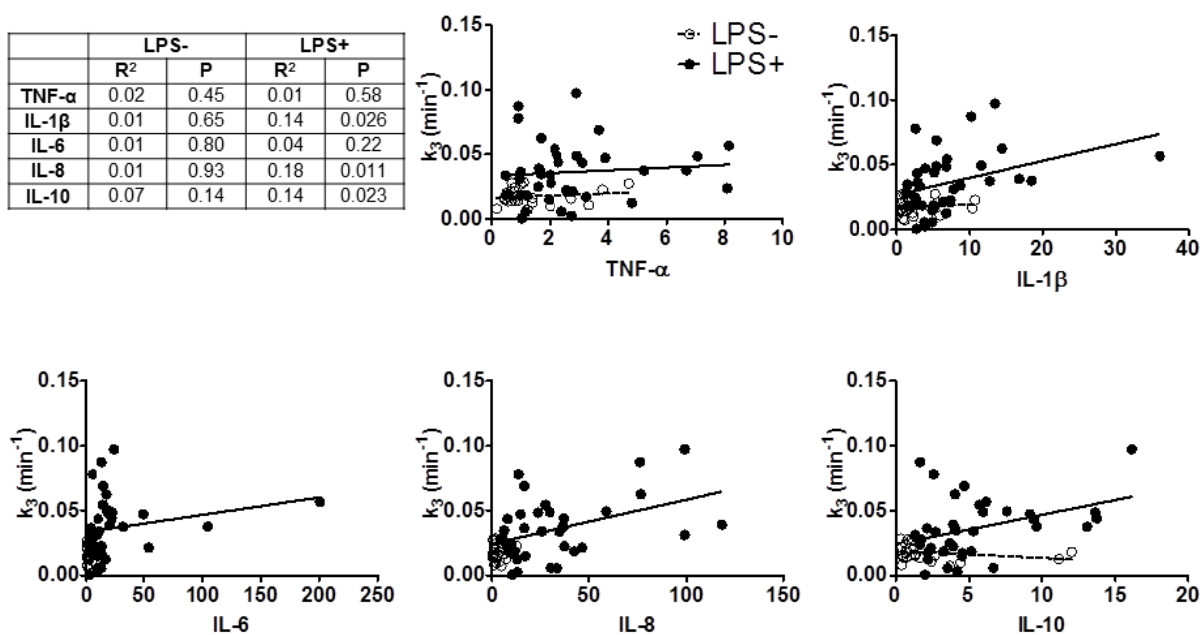 LPS- LPS+
R² P R² P
TNF-α 0.02 0.45 0.01 0.58
IL-1β 0.01 0.65 0.14 0.026
IL-6 0.01 0.80 0.04 0.22
IL-8 0.01 0.93 0.18 0.011
IL-10 0.07 0.14 0.14 0.023
k₃ (min⁻¹)
0.15
0.10
0.05
0.00
0 2 4 6 8 10
TNF-α
LPS-
LPS+
k₃ (min⁻¹)
0.15
0.10
0.05
0.00
0 10 20 30 40
IL-1β
k₃ (min⁻¹)
0.15
0.10
0.05
0.00
0 50 100 150 200 250
IL-6
k₃ (min⁻¹)
0.15
0.10
0.05
0.00
0 50 100 150
IL-8
k₃ (min⁻¹)
0.15
0.10
0.05
0.00
0 5 10 15 20
IL-10